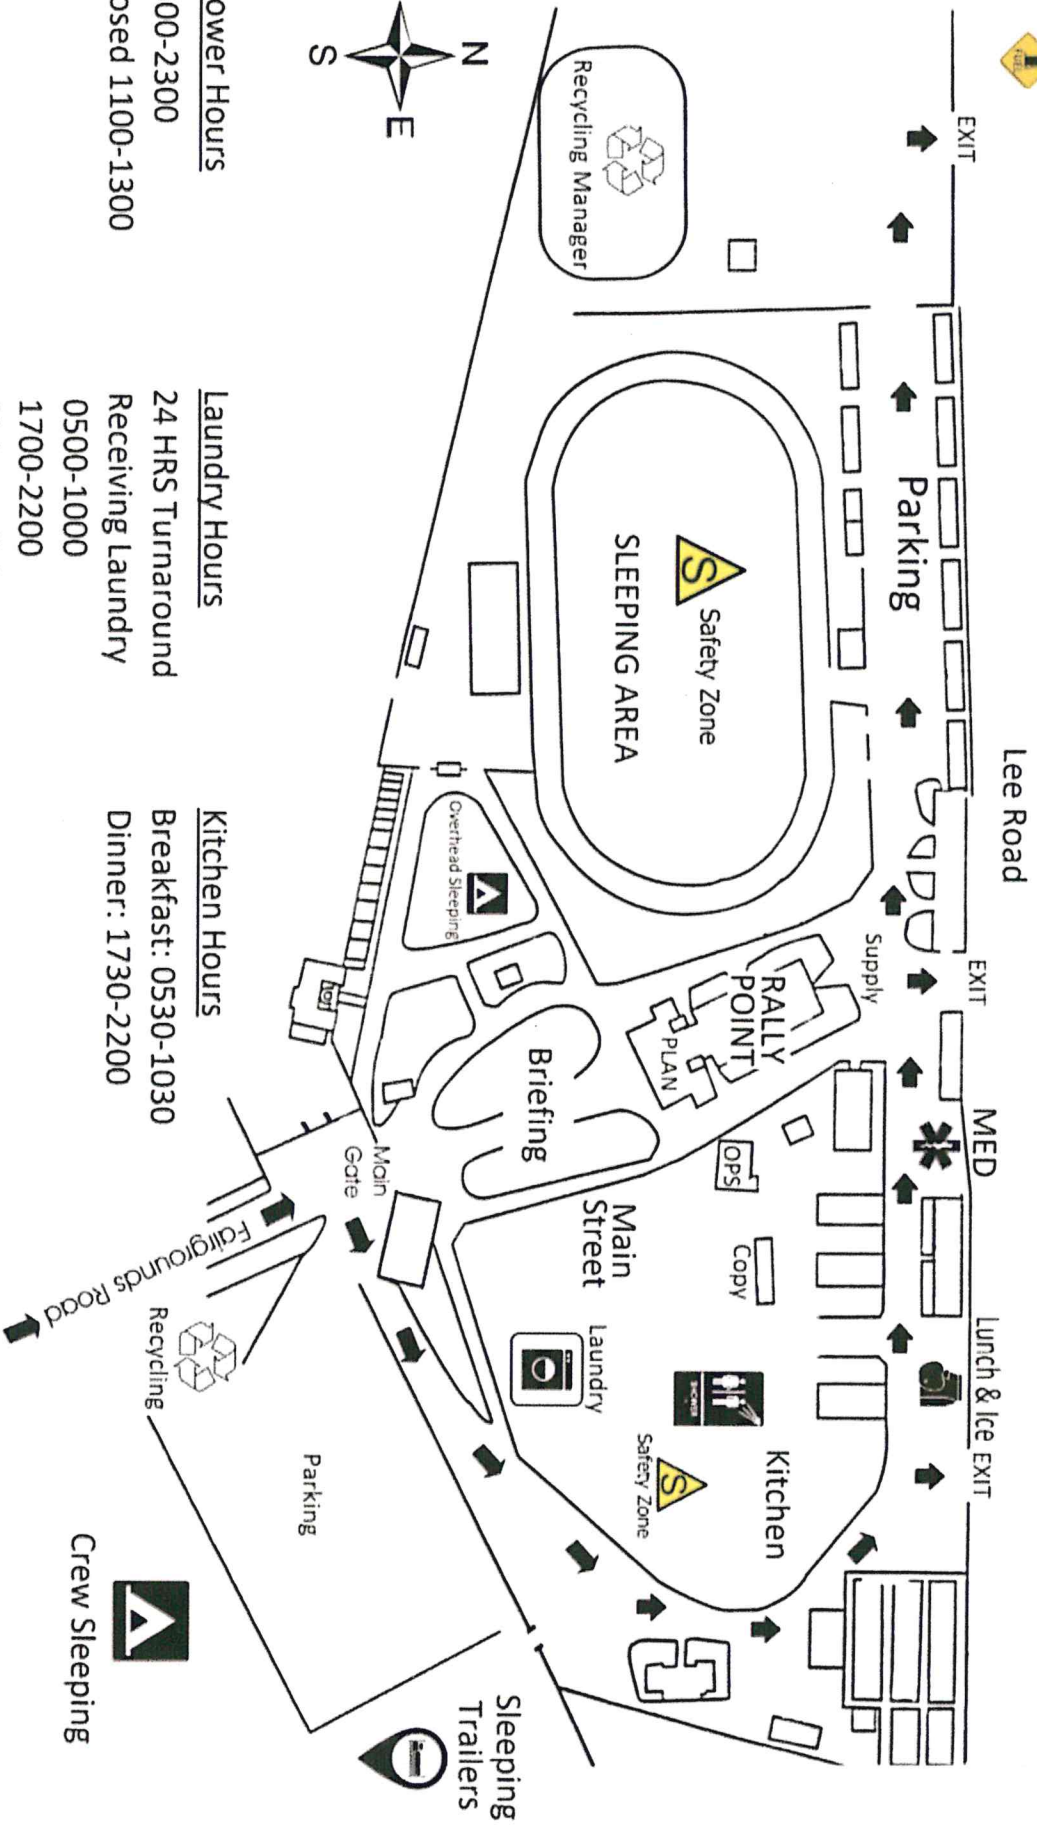 FUEL
Lee Road
EXIT
EXIT
MED
Lunch & Ice
EXIT
Parking
Supply
Kitchen
RALLY
POINT
PLAN
OPS
Copy
SHOWER
S
Safety Zone
SLEEPING AREA
S
Safety Zone
Recycling Manager
Main
Street
Laundry
Briefing
Overhead Sleeping
Sleeping
Trailers
N
E
S
Main
Gate
Parking
Fairgrounds Road
Recycling
Crew Sleeping
ower Hours
00-2300
osed 1100-1300
Laundry Hours
24 HRS Turnaround
Receiving Laundry
0500-1000
1700-2200
Kitchen Hours
Breakfast: 0530-1030
Dinner: 1730-2200